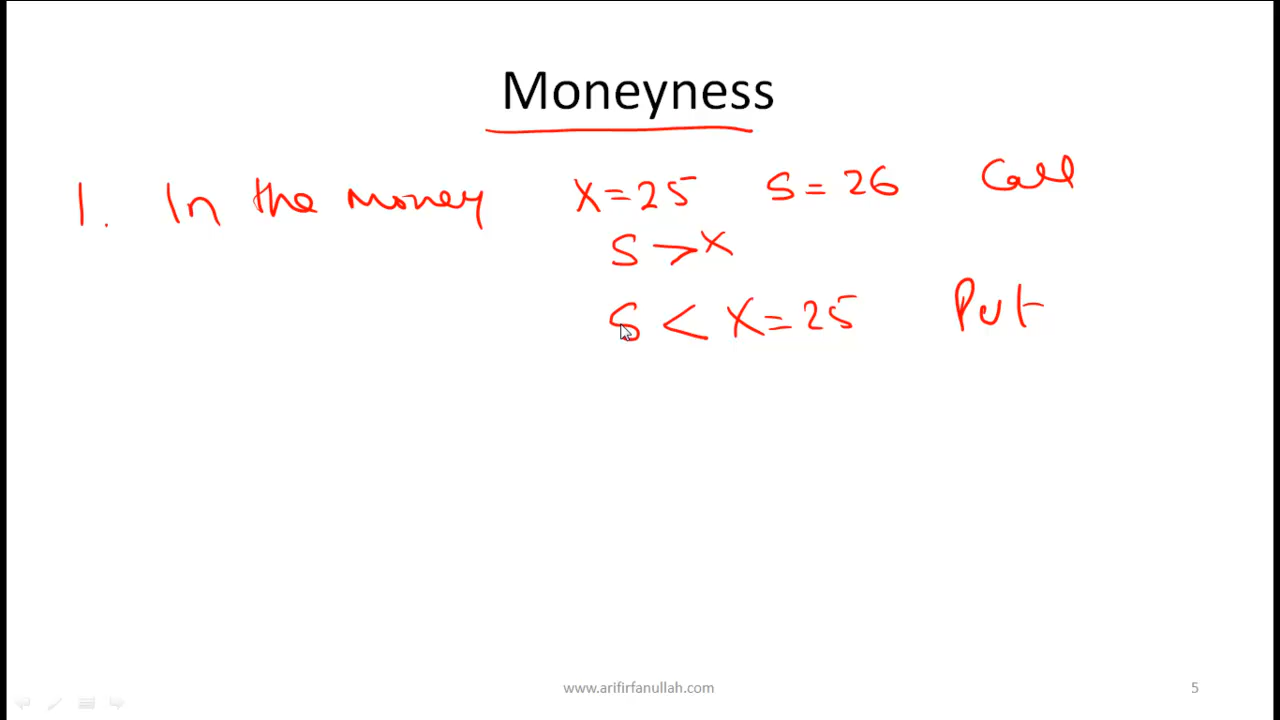 Moneyness
1. In the money X=25 S=26 Call
S >X
S < X=25 Put
www.arifirfanullah.com 5